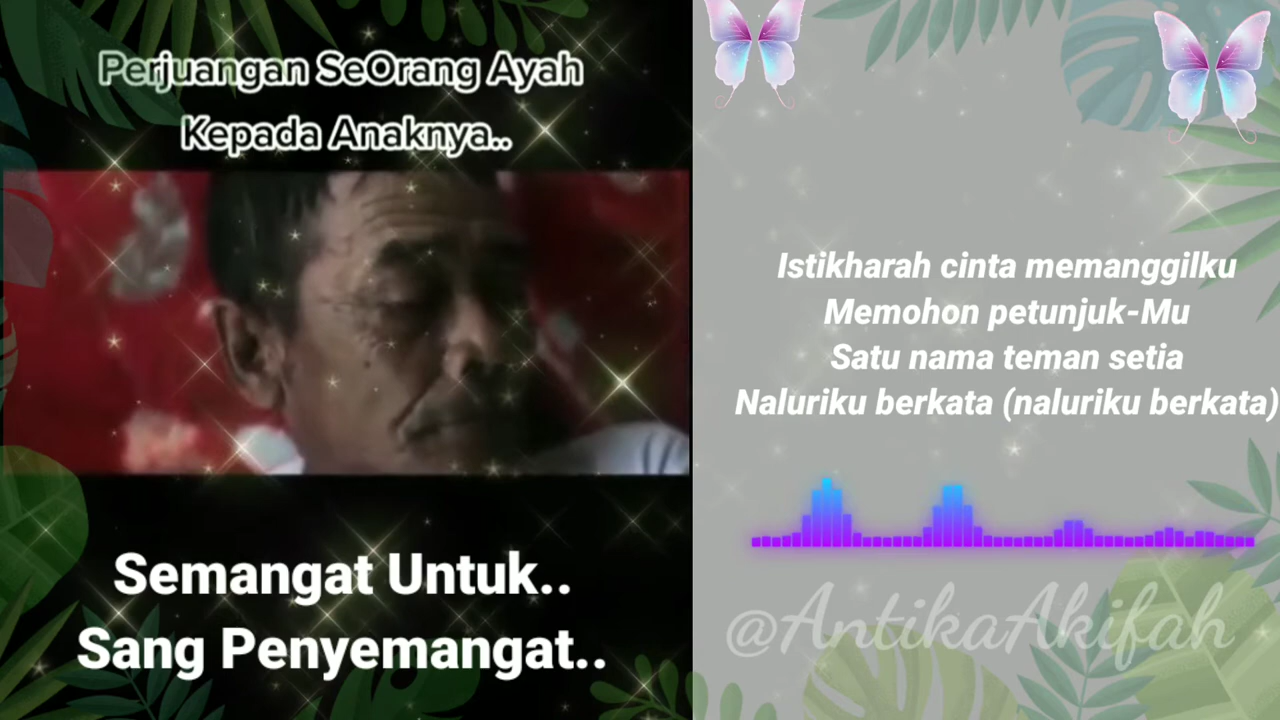 Perjuangan SeOrang Ayah
Kepada Anaknya..
Semangat Untuk..
Sang Penyemangat..
Istikharah cinta memanggilku
Memohon petunjuk-Mu
Satu nama teman setia
Naluriku berkata (naluriku berkata)
@AntikaAkifah